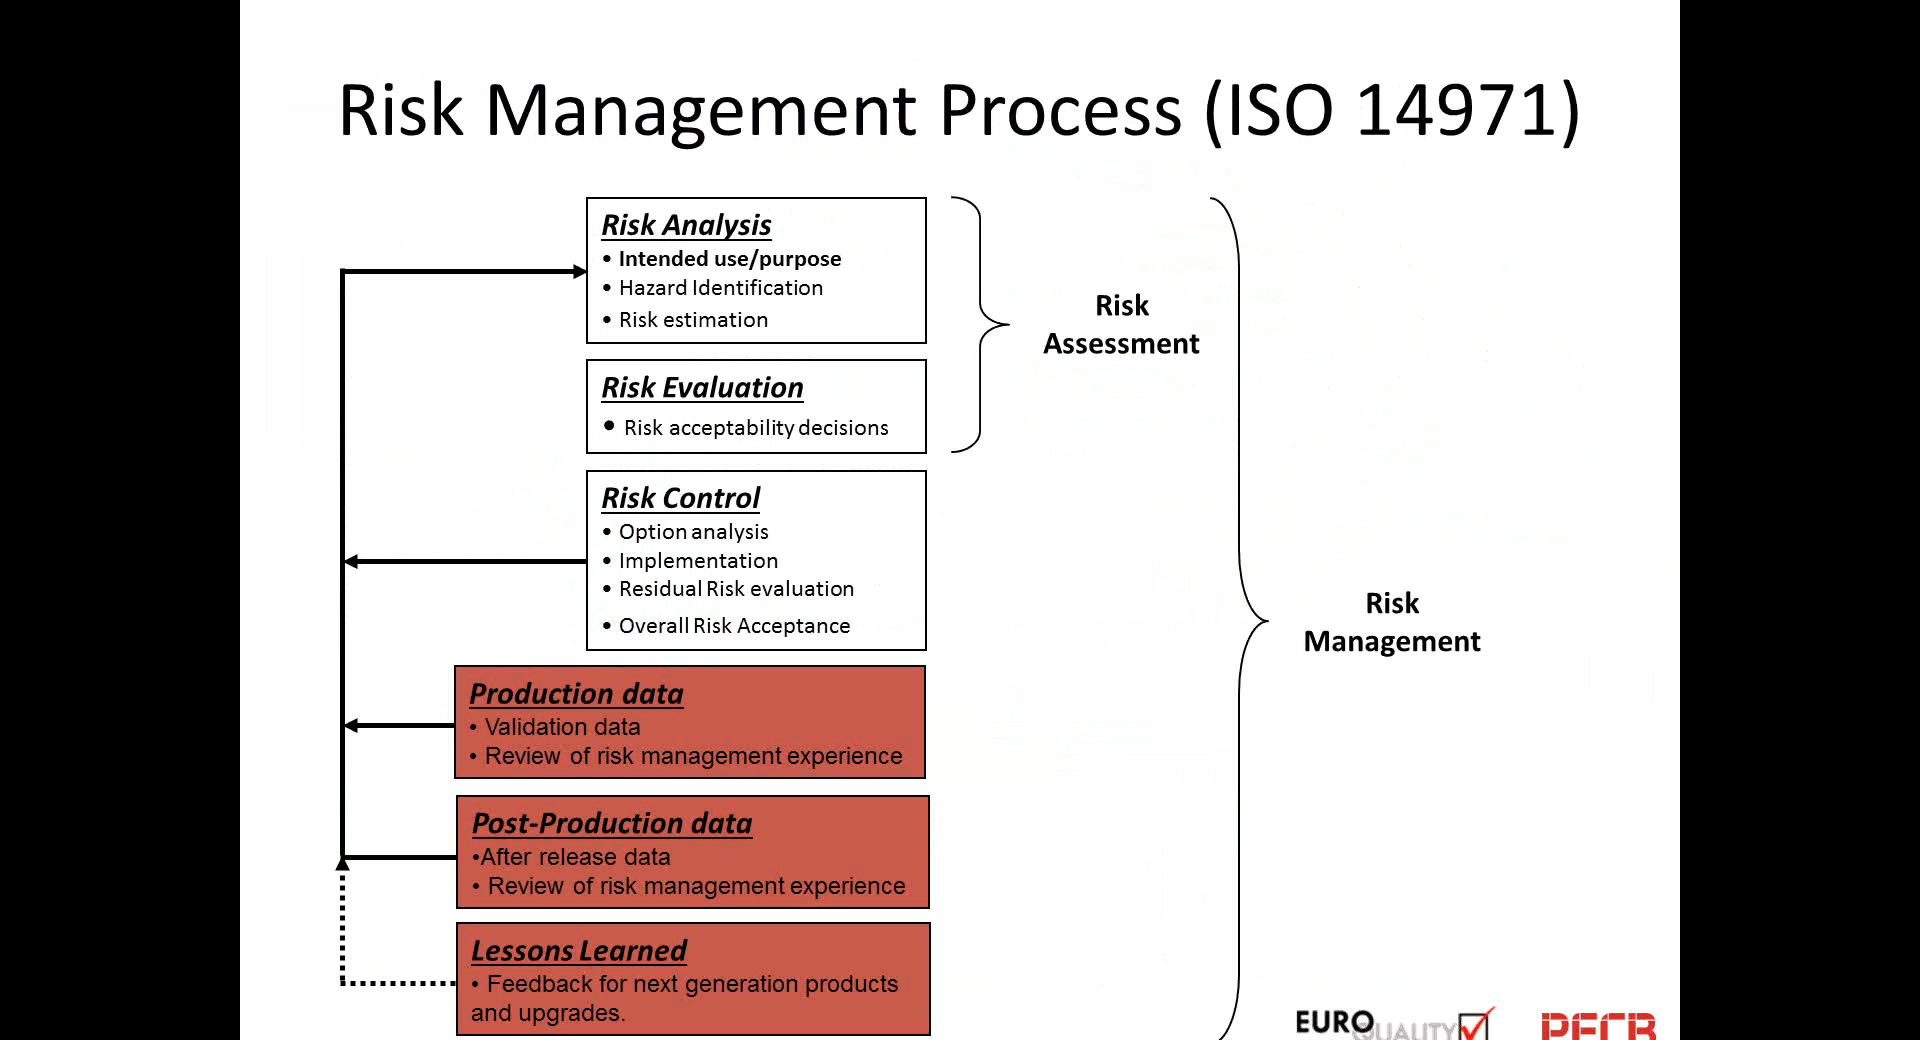 Risk Management Process (ISO 14971)
Risk Analysis
• Intended use/purpose
• Hazard Identification
• Risk estimation
Risk Evaluation
• Risk acceptability decisions
Risk Assessment
Risk Control
• Option analysis
• Implementation
• Residual Risk evaluation
• Overall Risk Acceptance
Risk
Management
Production data
• Validation data
• Review of risk management experience
Post-Production data
•After release data
• Review of risk management experience
Lessons Learned
• Feedback for next generation products
and upgrades.
EURO
QUALITY
PECB